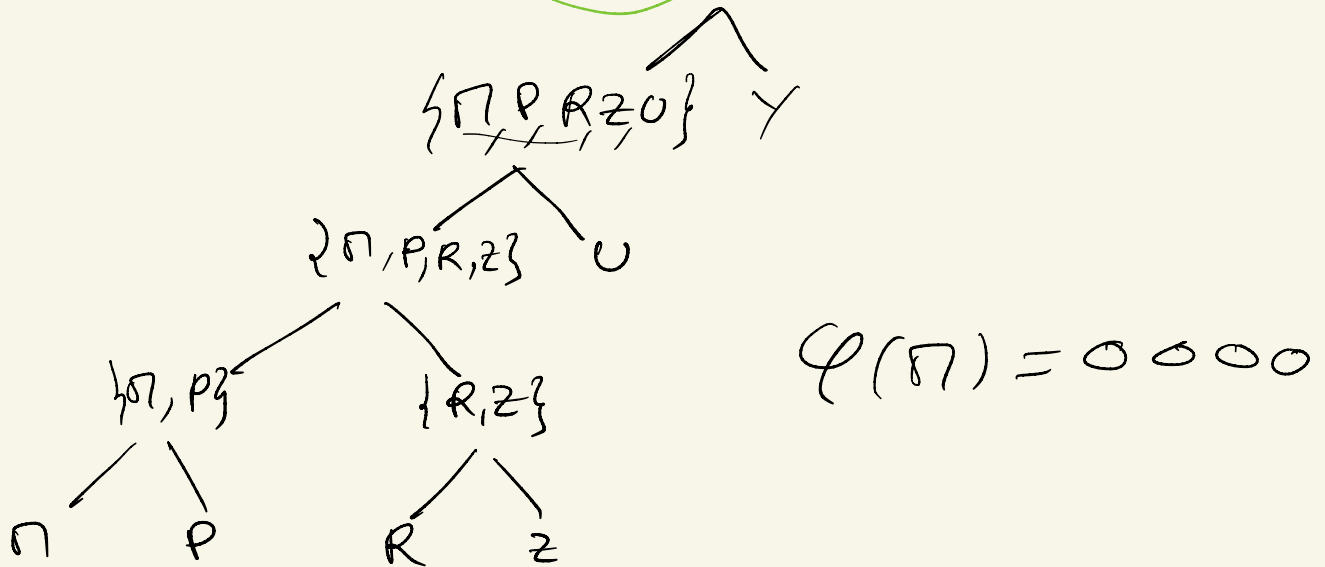 {Π, P, R, Z, U} Y
{Π, P, R, Z} U
{Π, P} {R, Z}
φ(Π) = 0000
Π P R Z